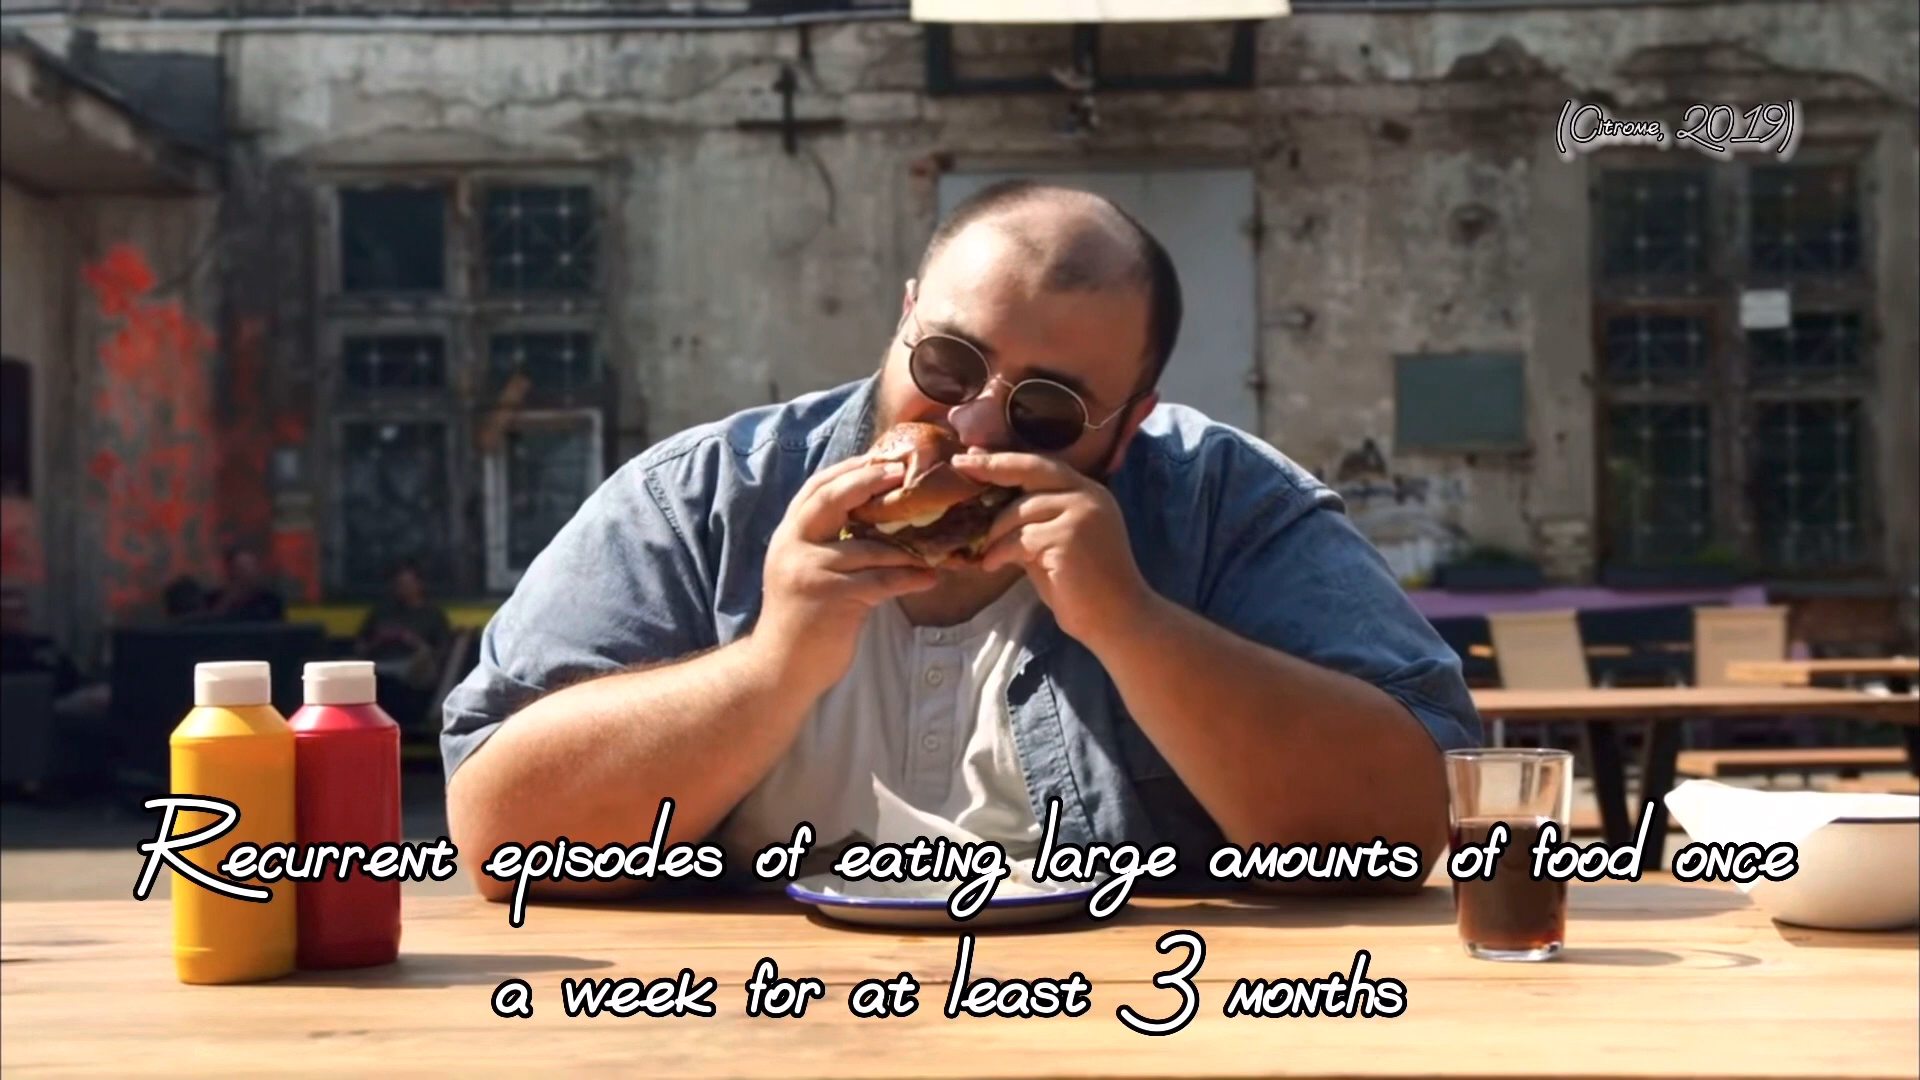 (Citrome, 2019)
Recurrent episodes of eating large amounts of food once
a week for at least 3 months